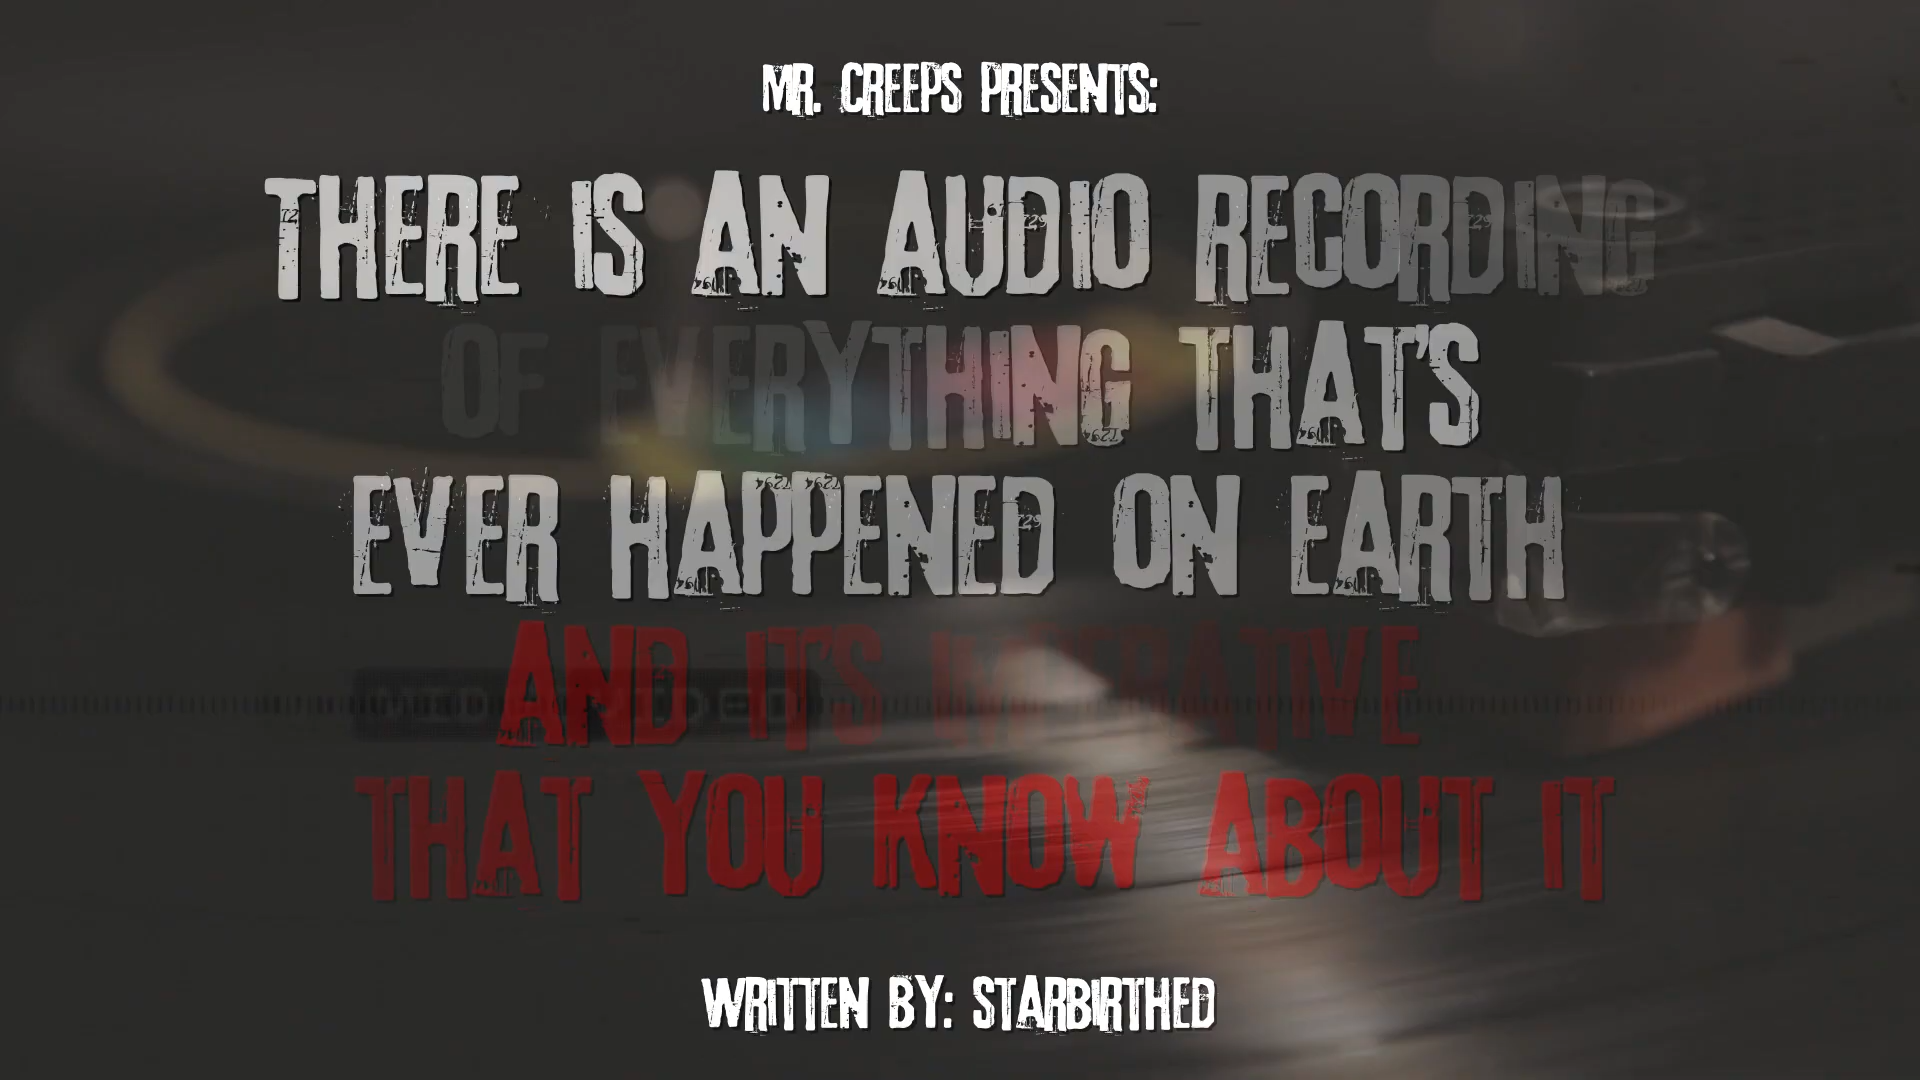 MR. CREEPS PRESENTS:
THERE IS AN AUDIO RECORDING
OF EVERYTHING THAT'S
EVER HAPPENED ON EARTH
AND IT'S IMPERATIVE
THAT YOU KNOW ABOUT IT
WRITTEN BY: STARBIRTHED